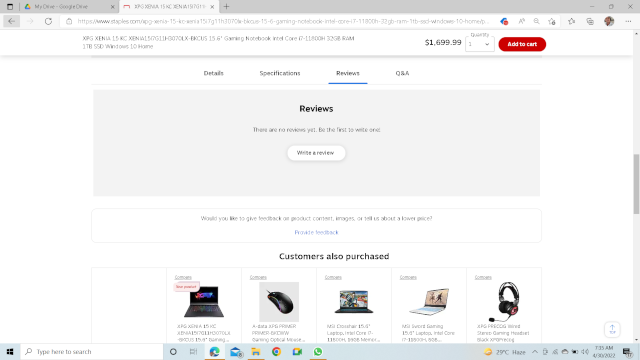 My Drive - Google Drive
XPG XENIA 15 KC XENIA15I7G1
https://www.staples.com/xpg-xenia-15-kc-xenia15i7g11h3070lx-bkcus-15-6-gaming-notebook-intel-core-i7-11800h-32gb-ram-1tb-ssd-windows-10-home/p...
XPG XENIA 15 KC XENIA15I7G11H3070LX-BKCUS 15.6" Gaming Notebook Intel Core i7-11800H 32GB RAM
1TB SSD Windows 10 Home
$1,699.99
Quantity
1
Add to cart
Details Specifications Reviews Q&A
Reviews
There are no reviews yet. Be the first to write one.
Write a review
Would you like to give feedback on product content, images, or tell us about a lower price?
Provide feedback
Customers also purchased
Compare Compare Compare Compare Compare
New product
XPG XENIA 15 KC
XENIA15I7G11H3070LX
-BKCUS 15.6" Gaming...
A-data XPG PRIMER
PRIMER-BKCWW
Gaming Optical Mouse...
MSI Crosshair 15.6"
Laptop, Intel Core i7-
11800H, 16GB Memor...
MSI Sword Gaming
15.6" Laptop, Intel Core
i7-11800H, 16GB...
XPG PRECOG Wired
Stereo Gaming Headset
Black XPGPrecog
Type here to search
29°C Haze
7:35 AM
4/30/2022